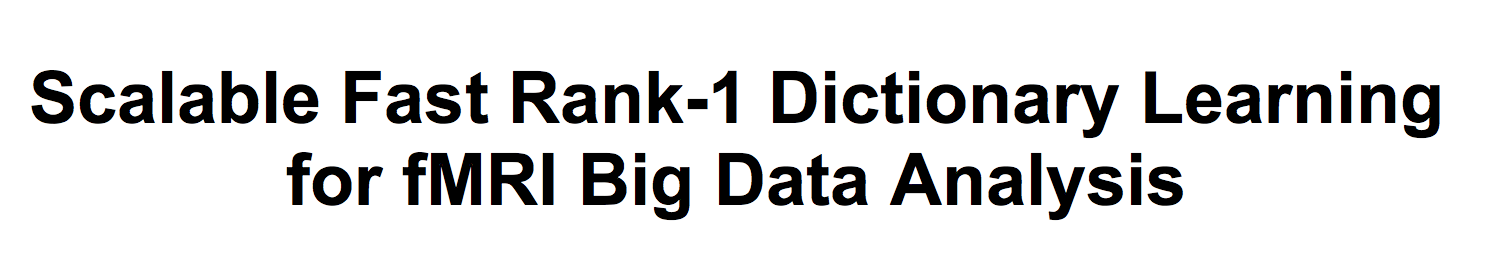 Scalable Fast Rank-1 Dictionary Learning
for fMRI Big Data Analysis